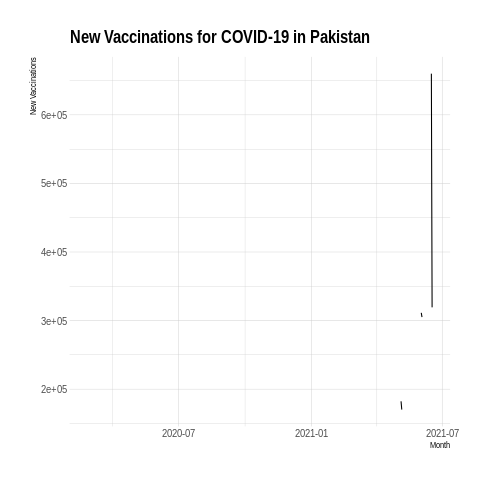 New Vaccinations for COVID-19 in Pakistan
New Vaccinations
6e+05
5e+05
4e+05
3e+05
2e+05
2020-07 2021-01 2021-07
Month